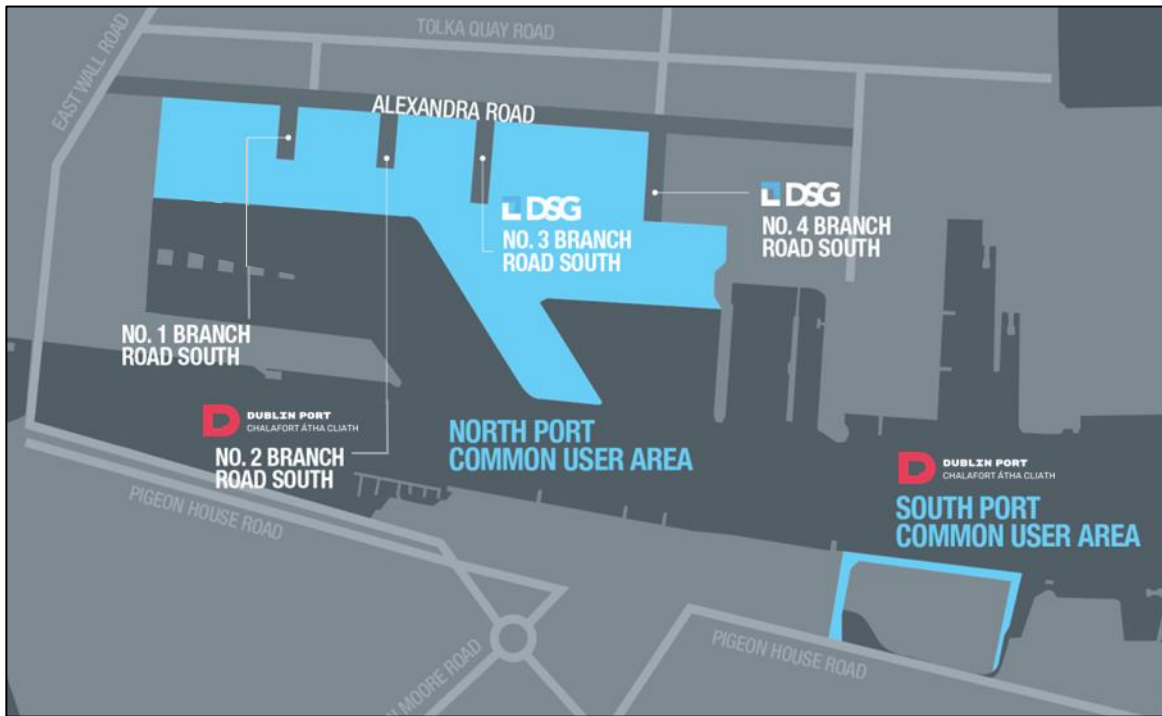 TOLKA QUAY ROAD
EAST WALL ROAD
ALEXANDRA ROAD
DSG
NO. 3 BRANCH
ROAD SOUTH
DSG
NO. 4 BRANCH
ROAD SOUTH
NO. 1 BRANCH
ROAD SOUTH
D
DUBLIN PORT
CHALAFORT ÁTHA CLIATH
NO. 2 BRANCH
ROAD SOUTH
NORTH PORT
COMMON USER AREA
D
DUBLIN PORT
CHALAFORT ÁTHA CLIATH
SOUTH PORT
COMMON USER AREA
PIGEON HOUSE ROAD
MOORE ROAD
PIGEON HOUSE ROAD